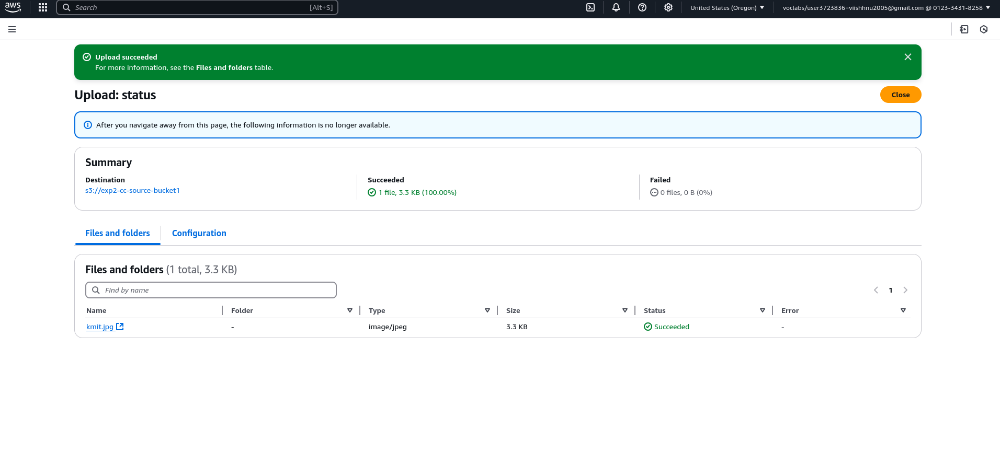 aws
Search [Alt+S]
United States (Oregon)
voclabs/user3723836=viishhnu2005@gmail.com @ 0123-3431-8258
Upload succeeded
For more information, see the Files and folders table.
Upload: status
Close
After you navigate away from this page, the following information is no longer available.
Summary
Destination
s3://exp2-cc-source-bucket1
Succeeded
1 file, 3.3 KB (100.00%)
Failed
0 files, 0 B (0%)
Files and folders
Configuration
Files and folders (1 total, 3.3 KB)
Find by name
1
Name Folder Type Size Status Error
kmit.jpg - image/jpeg 3.3 KB Succeeded -